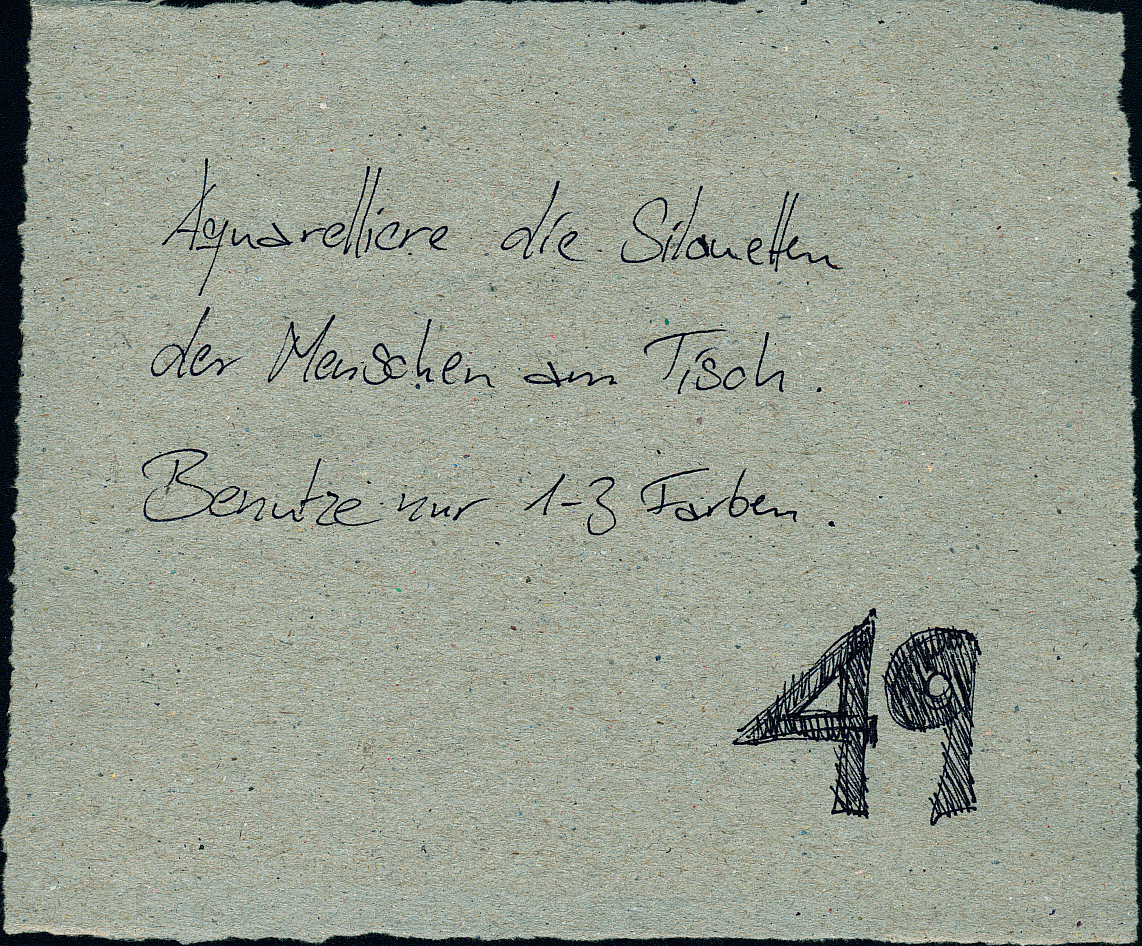 Aquarelliere die Silouetten
der Menschen am Tisch.
Benutze nur 1-3 Farben.
49